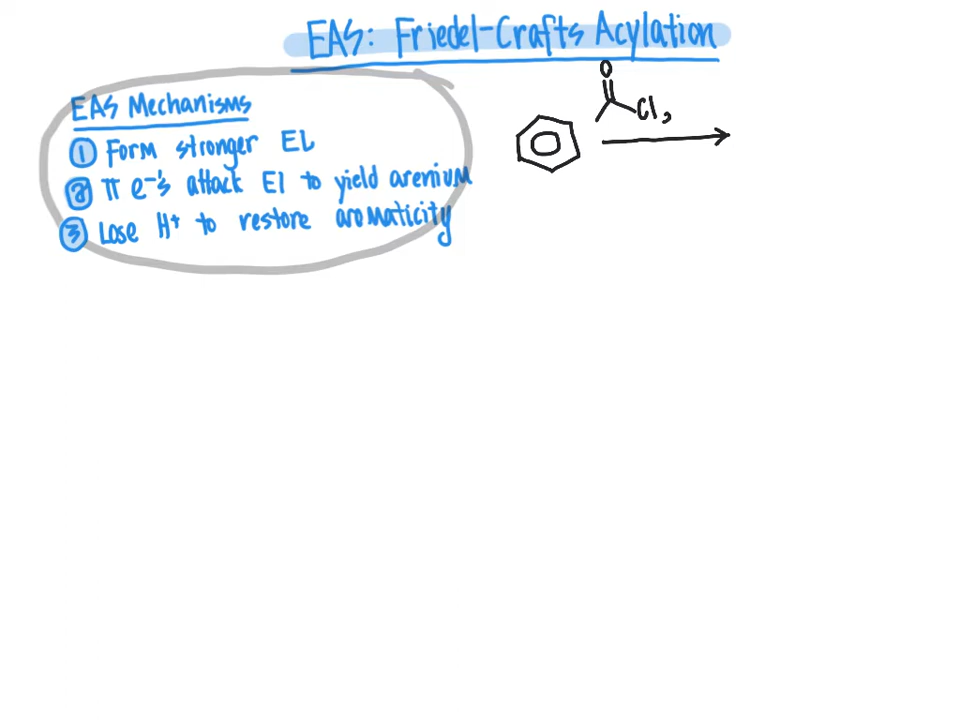 EAS: Friedel-Crafts Acylation
EAS Mechanisms
① Form stronger El
② π e⁻'s attack El to yield arenium
③ Lose H⁺ to restore aromaticity
O
Cl,